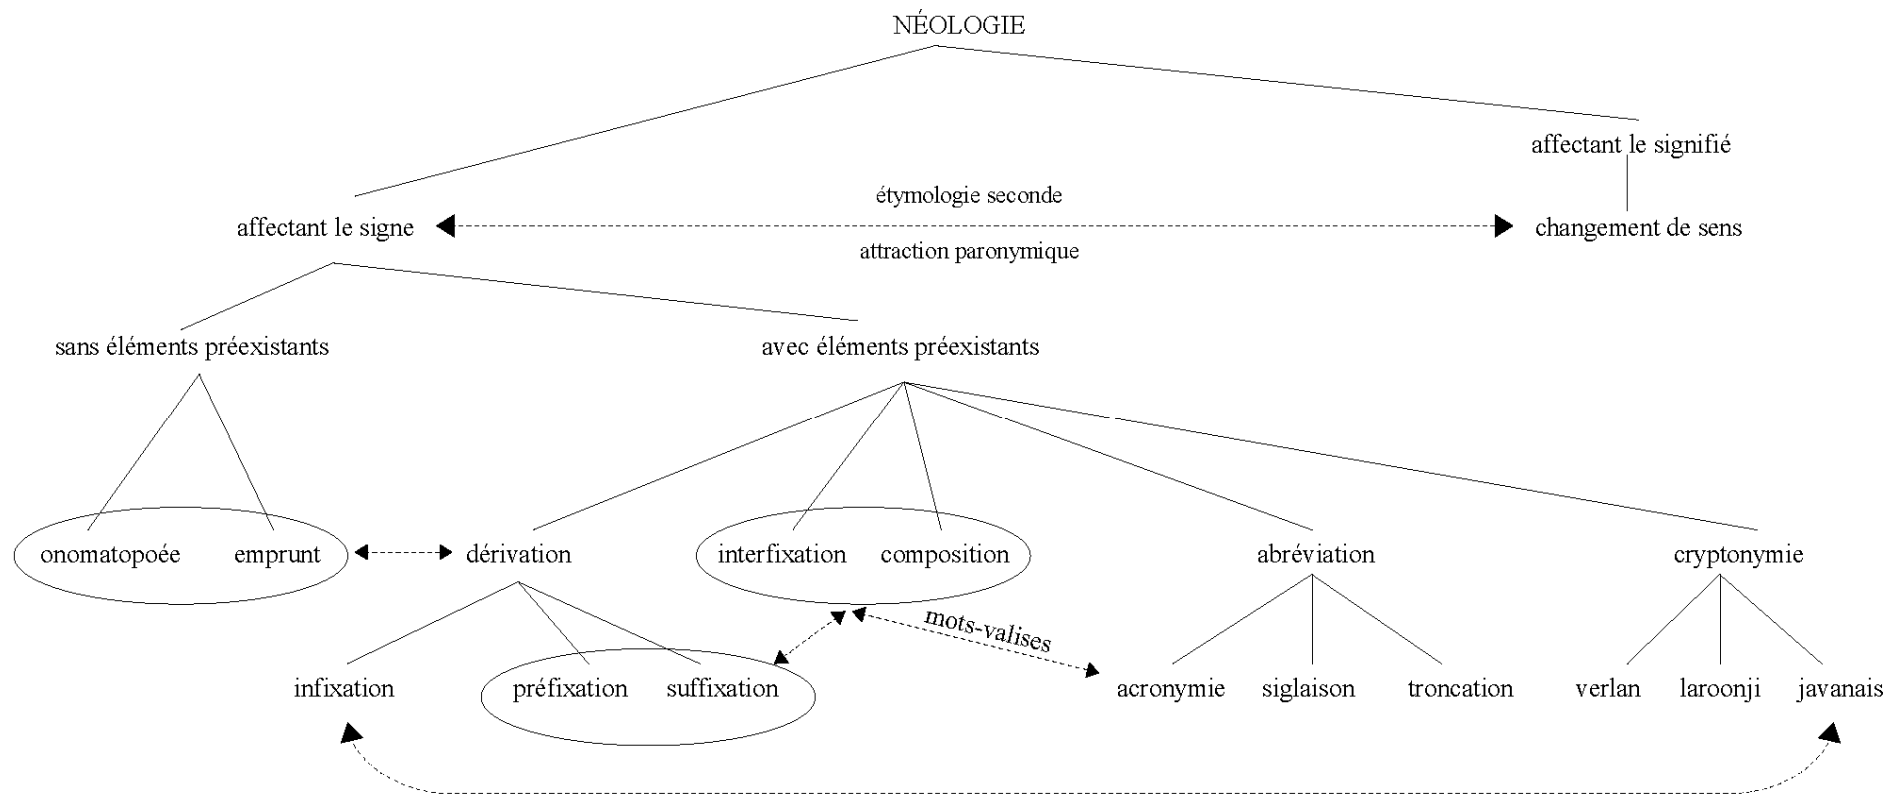 NÉOLOGIE
affectant le signifié
étymologie seconde
affectant le signe
changement de sens
attraction paronymique
sans éléments préexistants
avec éléments préexistants
onomatopoée
emprunt
dérivation
interfixation
composition
abréviation
cryptonymie
mots-valises
infixation
préfixation
suffixation
acronymie
siglaison
troncation
verlan
laroonji
javanais